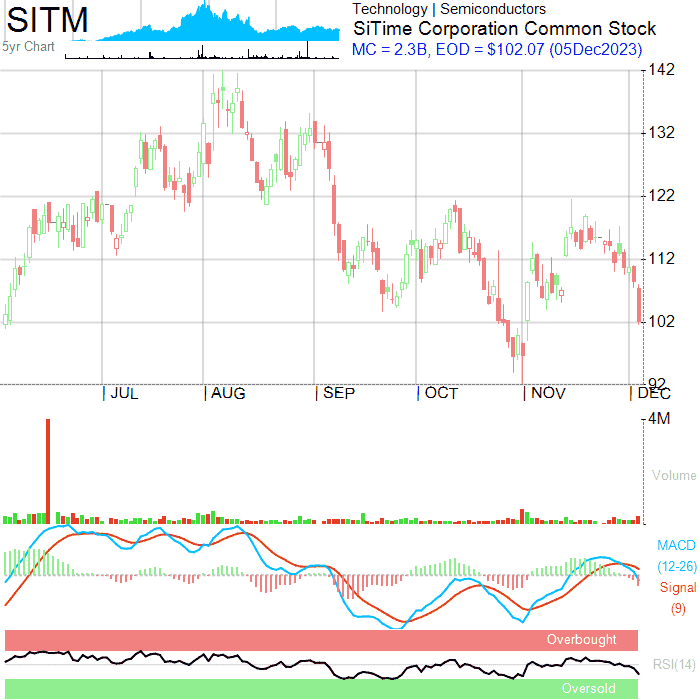 SITM
5yr Chart
Technology | Semiconductors
SiTime Corporation Common Stock
MC = 2.3B, EOD = $102.07 (05Dec2023)
142
132
122
112
102
92
JUL AUG SEP OCT NOV DEC
4M
Volume
MACD
(12-26)
Signal
(9)
Overbought
RSI(14)
Oversold